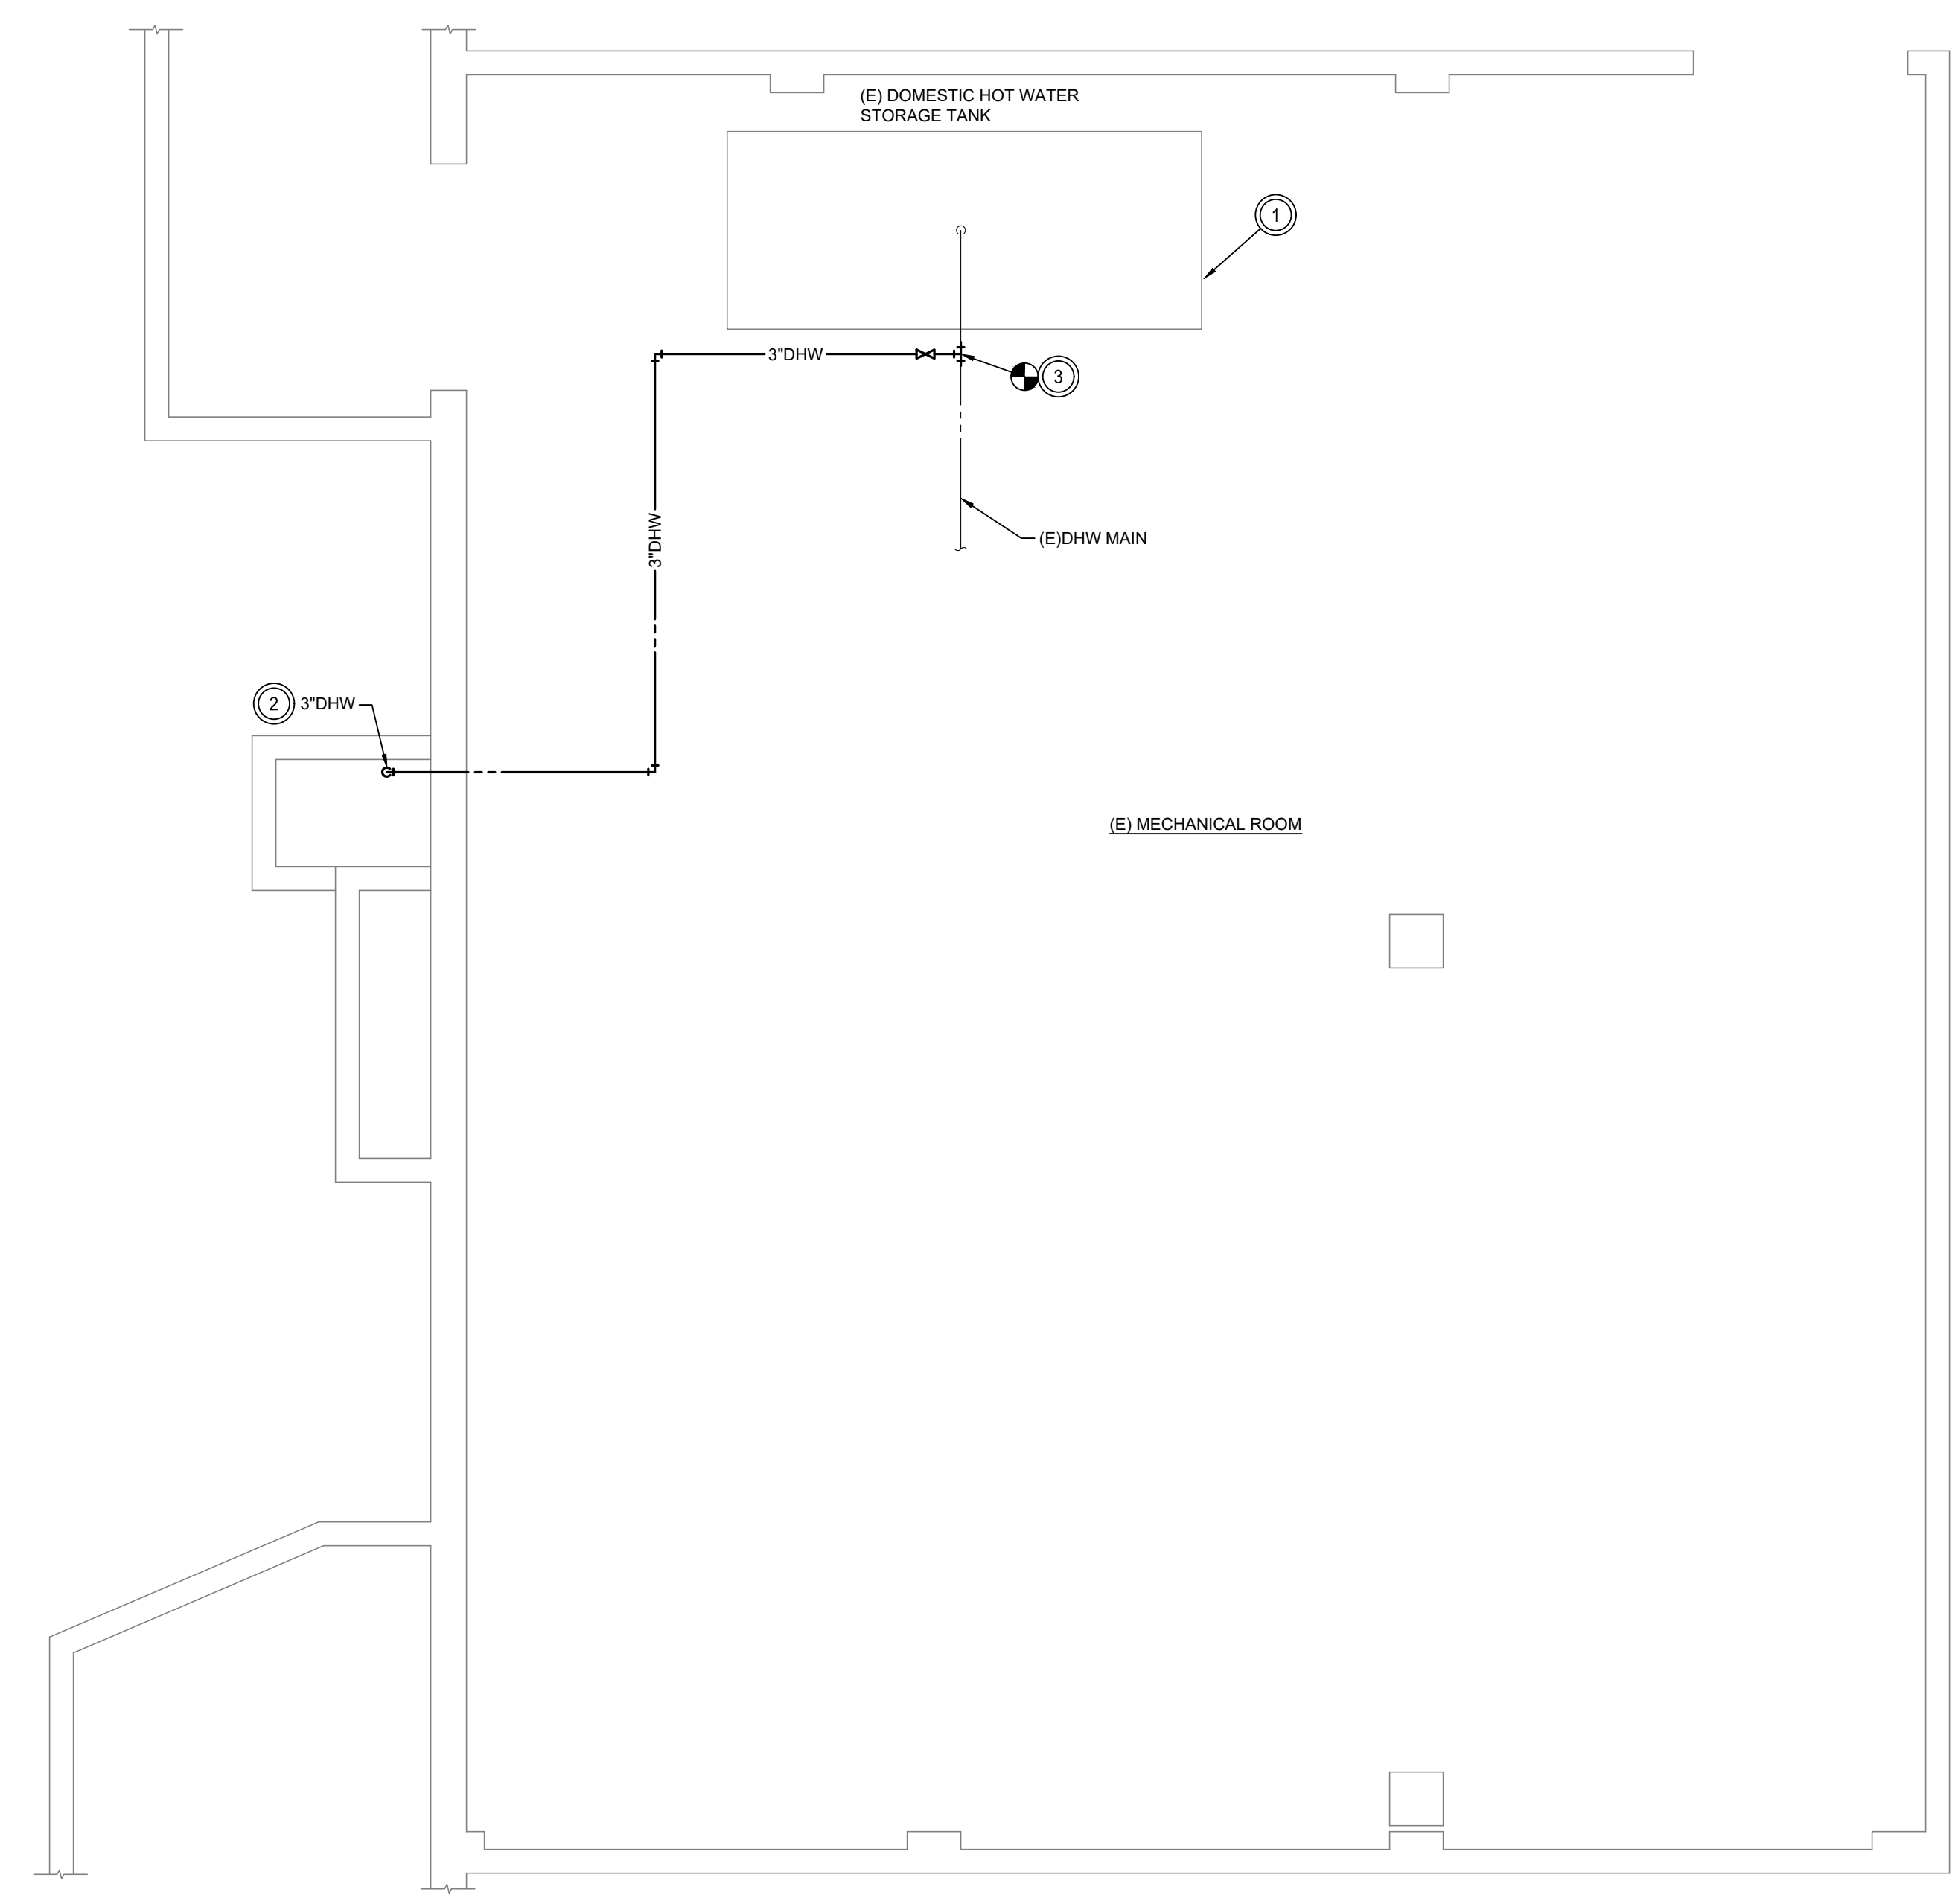 (E) DOMESTIC HOT WATER
STORAGE TANK
1
3"DHW
3
3"DHW
(E)DHW MAIN
2 3"DHW
(E) MECHANICAL ROOM